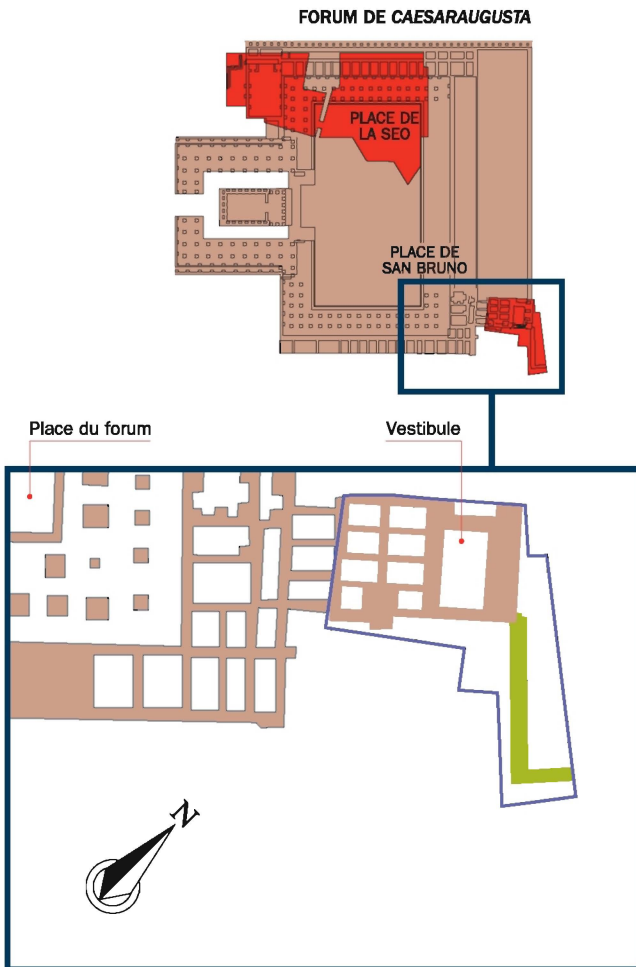 FORUM DE CAESARAUGUSTA
PLACE DE
LA SEO
PLACE DE
SAN BRUNO
Place du forum
Vestibule
N